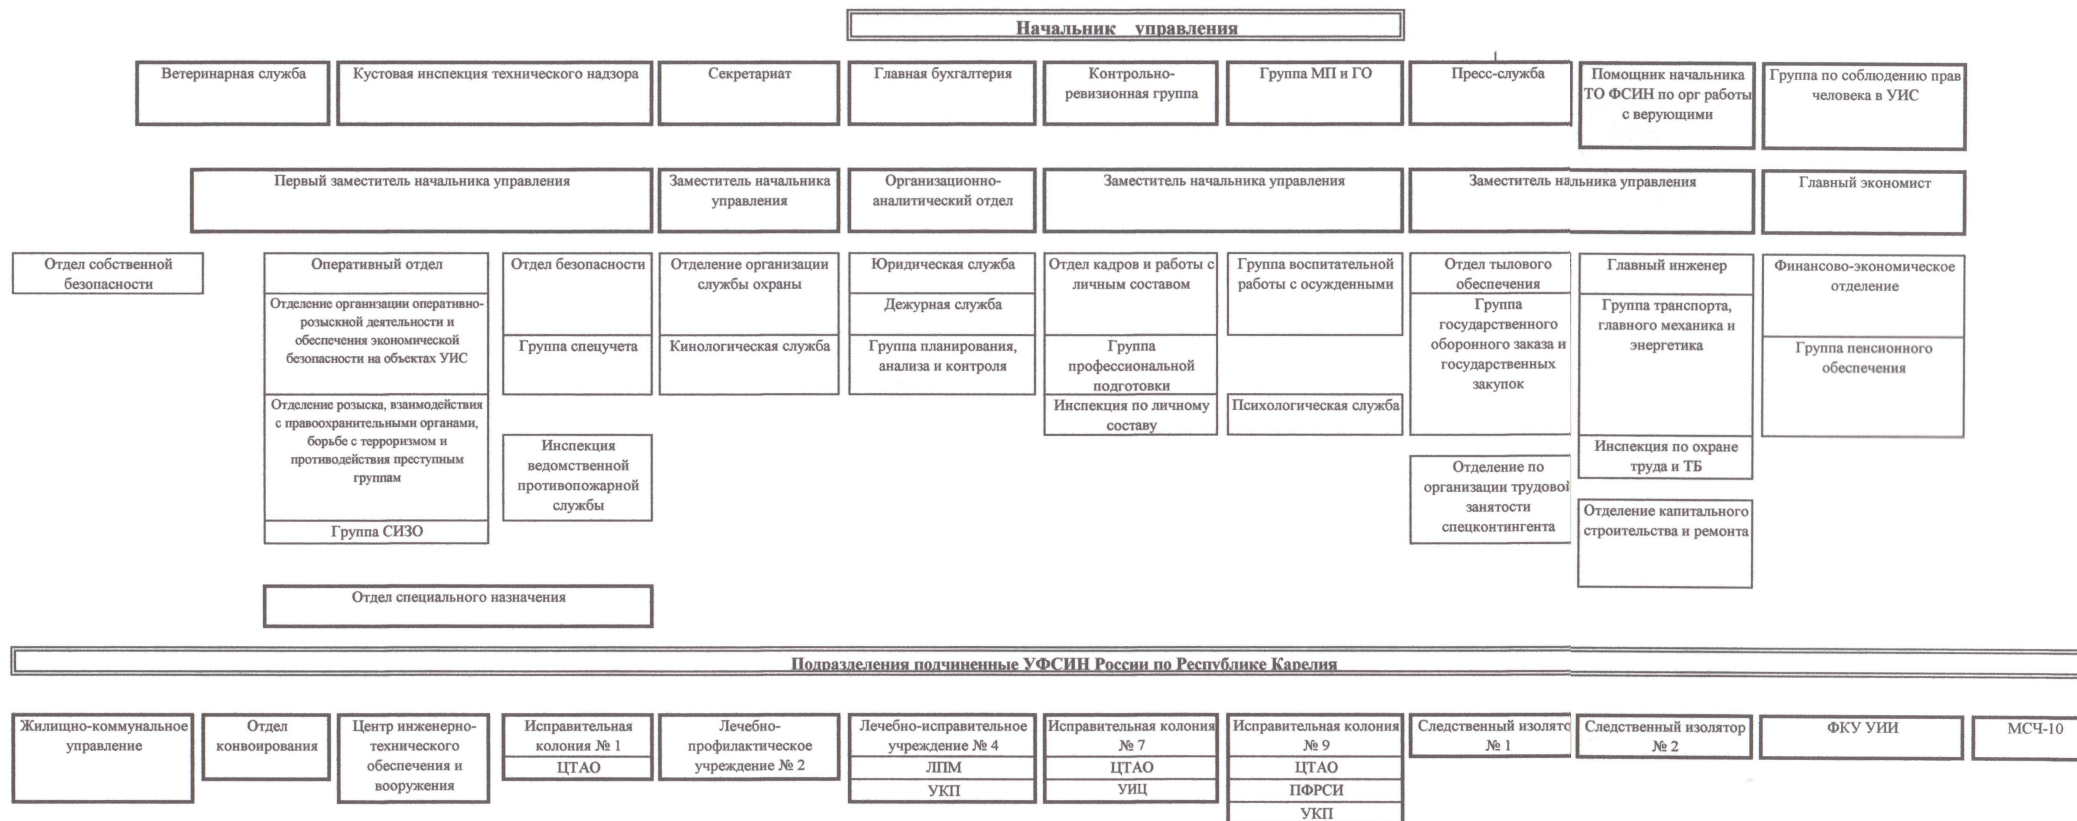 Начальник управления
Ветеринарная служба
Кустовая инспекция технического надзора
Секретариат
Главная бухгалтерия
Контрольно-
ревизионная группа
Группа МП и ГО
Пресс-служба
Помощник начальника
ТО ФСИН по орг работы
с верующими
Группа по соблюдению прав
человека в УИС
Первый заместитель начальника управления
Заместитель начальника
управления
Организационно-
аналитический отдел
Заместитель начальника управления
Заместитель начальника управления
Главный экономист
Отдел собственной
безопасности
Оперативный отдел
Отделение организации оперативно-
розыскной деятельности и
обеспечения экономической
безопасности на объектах УИС
Отделение розыска, взаимодействия
с правоохранительными органами,
борьбе с терроризмом и
противодействия преступным
группам
Группа СИЗО
Отдел безопасности
Группа спецучета
Инспекция
ведомственной
противопожарной
службы
Отделение организации
службы охраны
Кинологическая служба
Юридическая служба
Дежурная служба
Группа планирования,
анализа и контроля
Отдел кадров и работы с
личным составом
Группа
профессиональной
подготовки
Инспекция по личному
составу
Группа воспитательной
работы с осужденными
Психологическая служба
Отдел тылового
обеспечения
Группа
государственного
оборонного заказа и
государственных
закупок
Отделение по
организации трудовой
занятости
спецконтингента
Главный инженер
Группа транспорта,
главного механика и
энергетика
Инспекция по охране
труда и ТБ
Отделение капитального
строительства и ремонта
Финансово-экономическое
отделение
Группа пенсионного
обеспечения
Отдел специального назначения
Подразделения подчиненные УФСИН России по Республике Карелия
Жилищно-коммунальное
управление
Отдел
конвоирования
Центр инженерно-
технического
обеспечения и
вооружения
Исправительная
колония № 1
ЦТАО
Лечебно-
профилактическое
учреждение № 2
Лечебно-исправительное
учреждение № 4
ЛПМ
УКП
Исправительная колония
№ 7
ЦТАО
УИЦ
Исправительная колония
№ 9
ЦТАО
ПФРСИ
УКП
Следственный изолято
№ 1
Следственный изолятор
№ 2
ФКУ УИИ
МСЧ-10